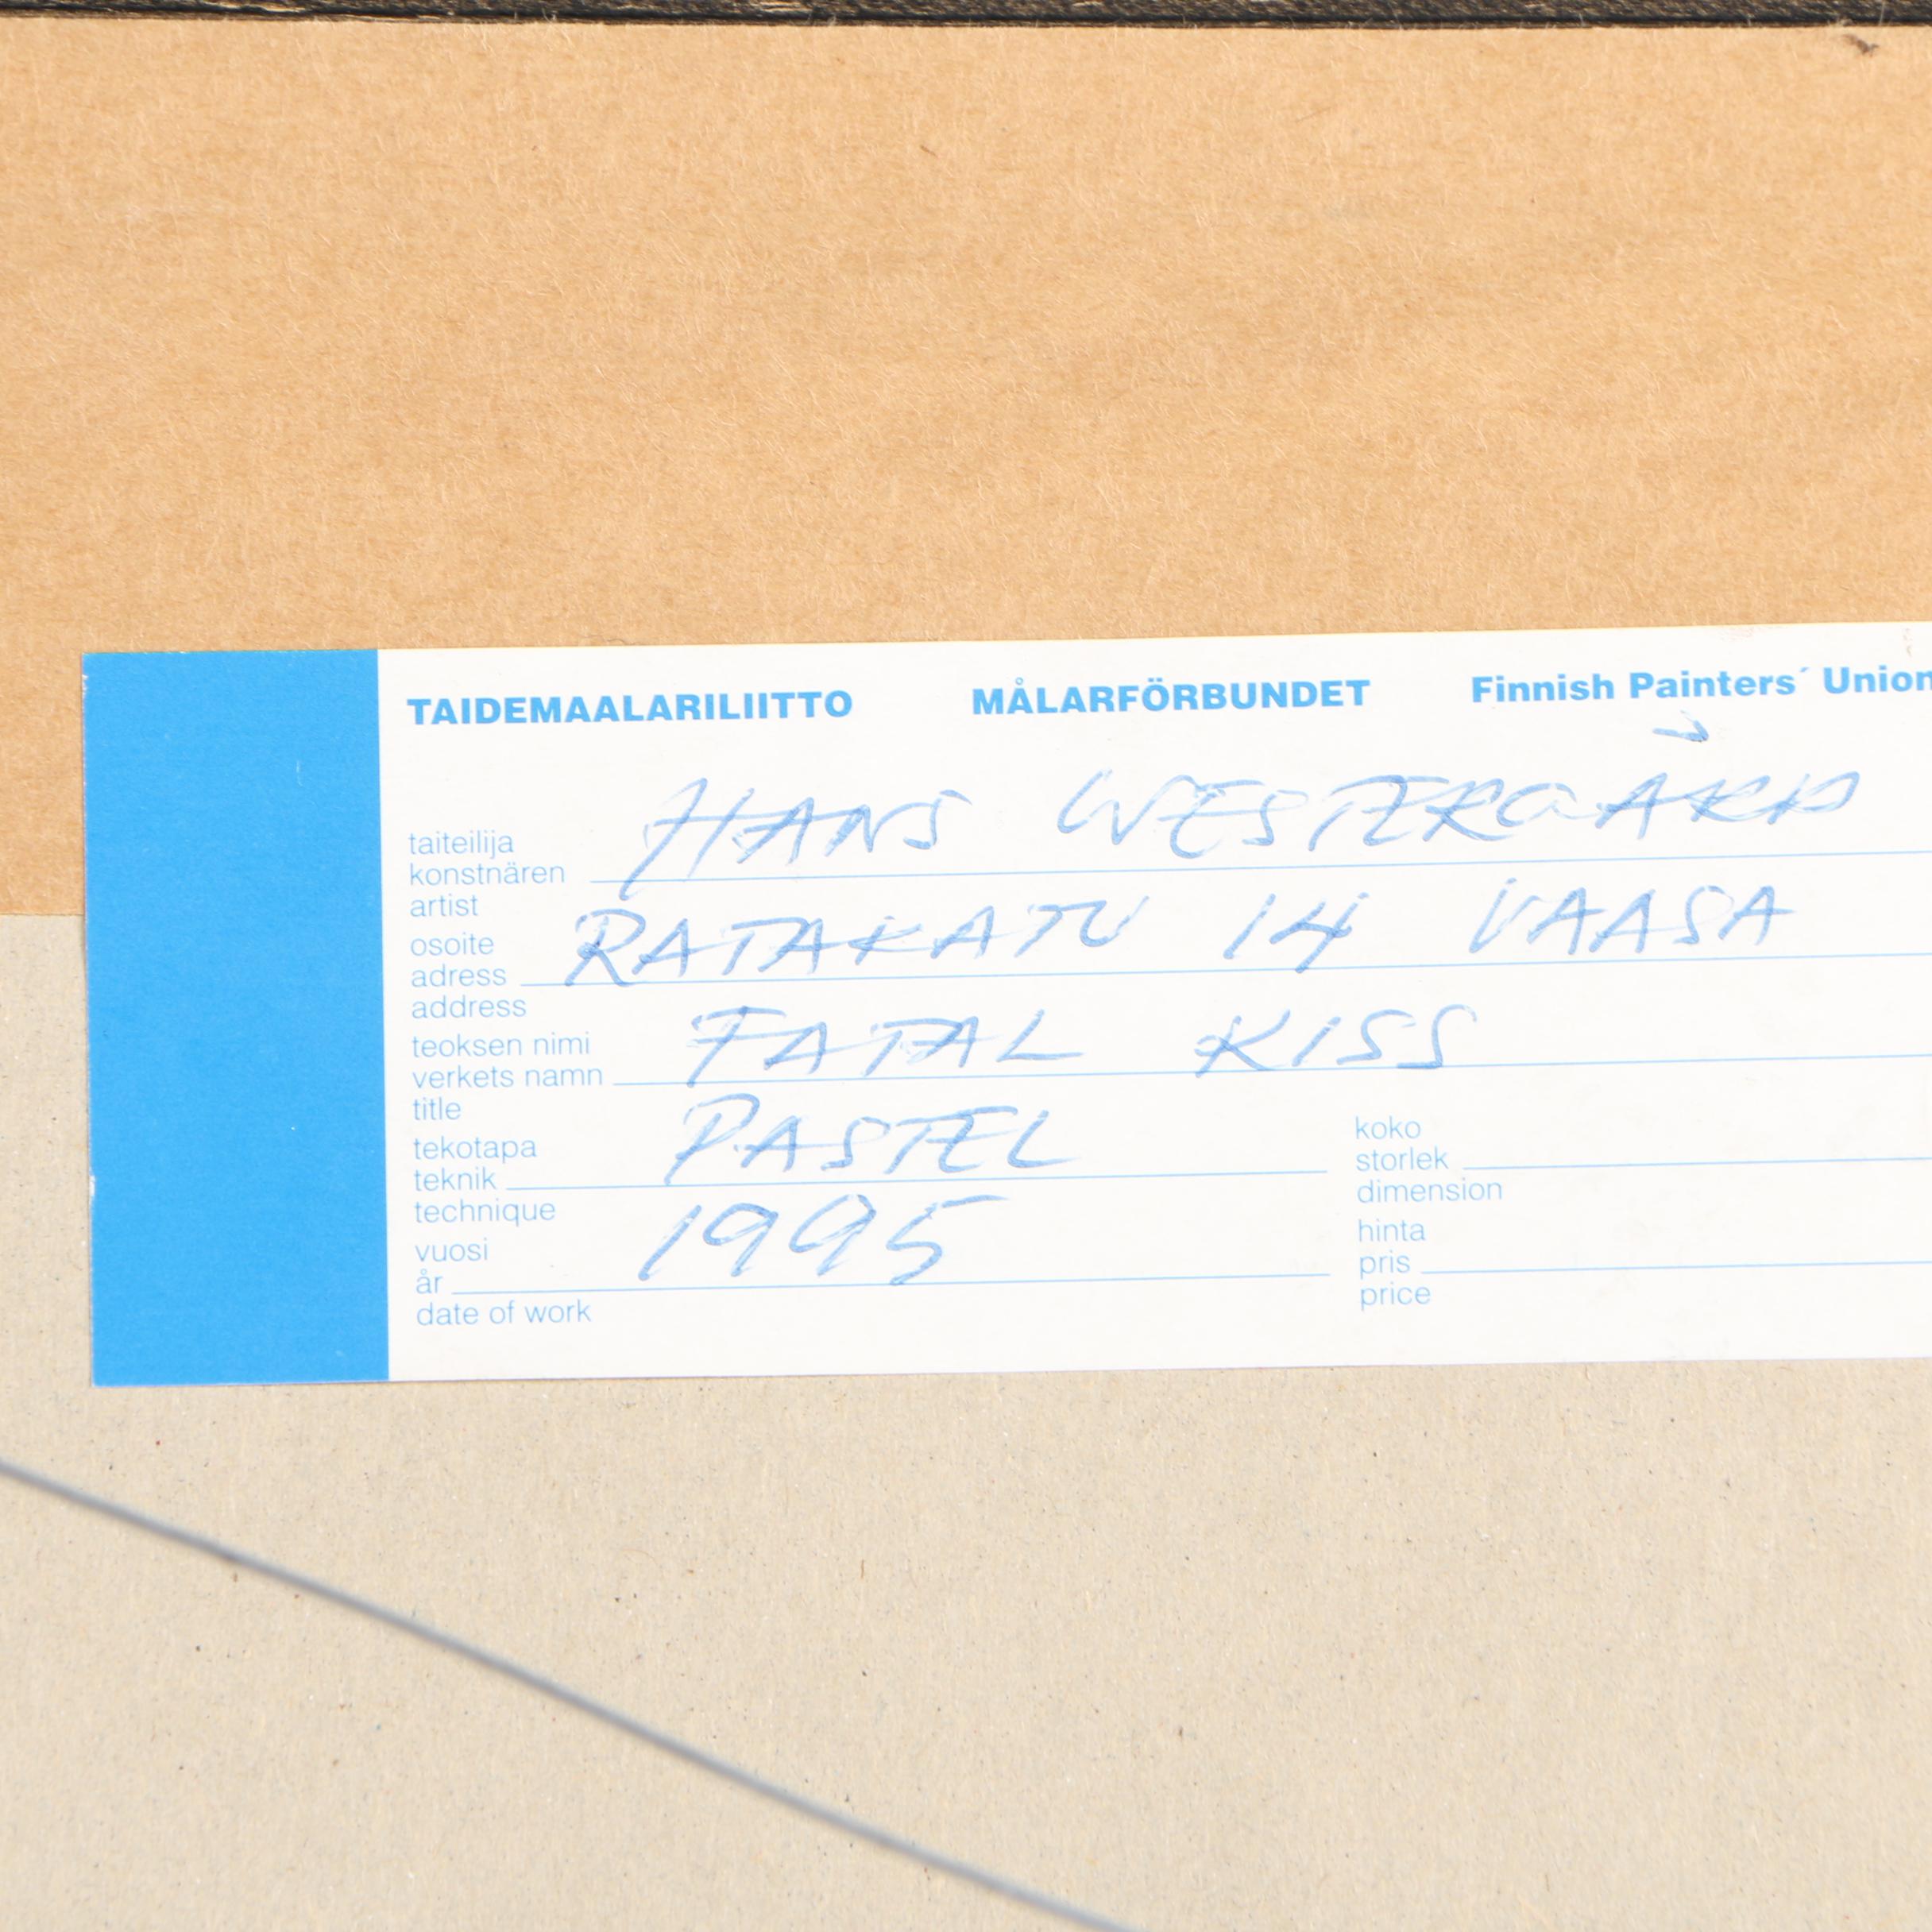 TAIDEMAALARILIITTO MÅLARFÖRBUNDET Finnish Painters´ Union
taiteilija
konstnären HANS WESTERGÅRD
artist
osoite
adress RATAKATU 14 VAASA
address
teoksen nimi
verkets namn FATAL KISS
title
tekotapa
teknik PASTEL
technique
koko
storlek
dimension
vuosi
år 1995
date of work
hinta
pris
price